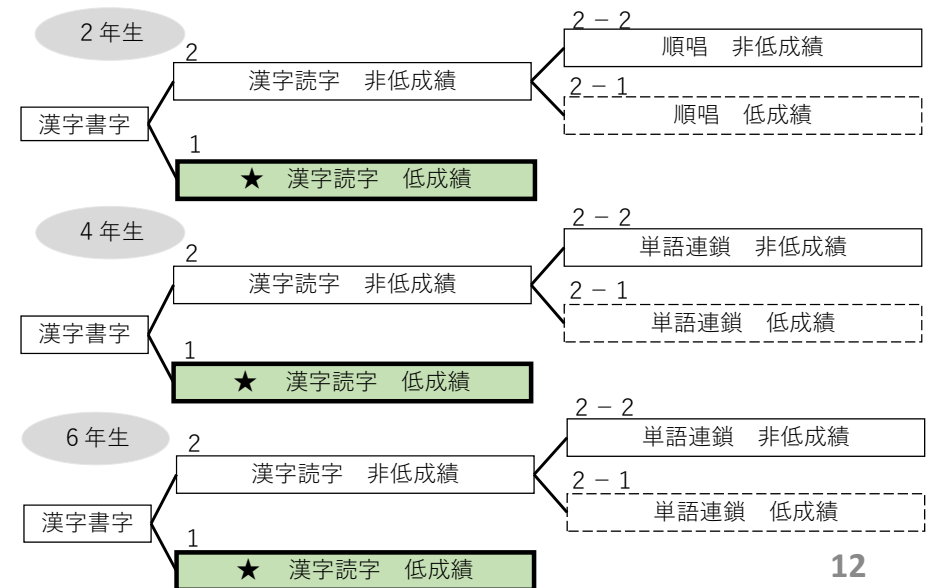 2年生
2
漢字読字　非低成績
2－2
順唱　非低成績
2－1
順唱　低成績
漢字書字
1
★　漢字読字　低成績
4年生
2
漢字読字　非低成績
2－2
単語連鎖　非低成績
2－1
単語連鎖　低成績
漢字書字
1
★　漢字読字　低成績
6年生
2
漢字読字　非低成績
2－2
単語連鎖　非低成績
2－1
単語連鎖　低成績
漢字書字
1
★　漢字読字　低成績
12